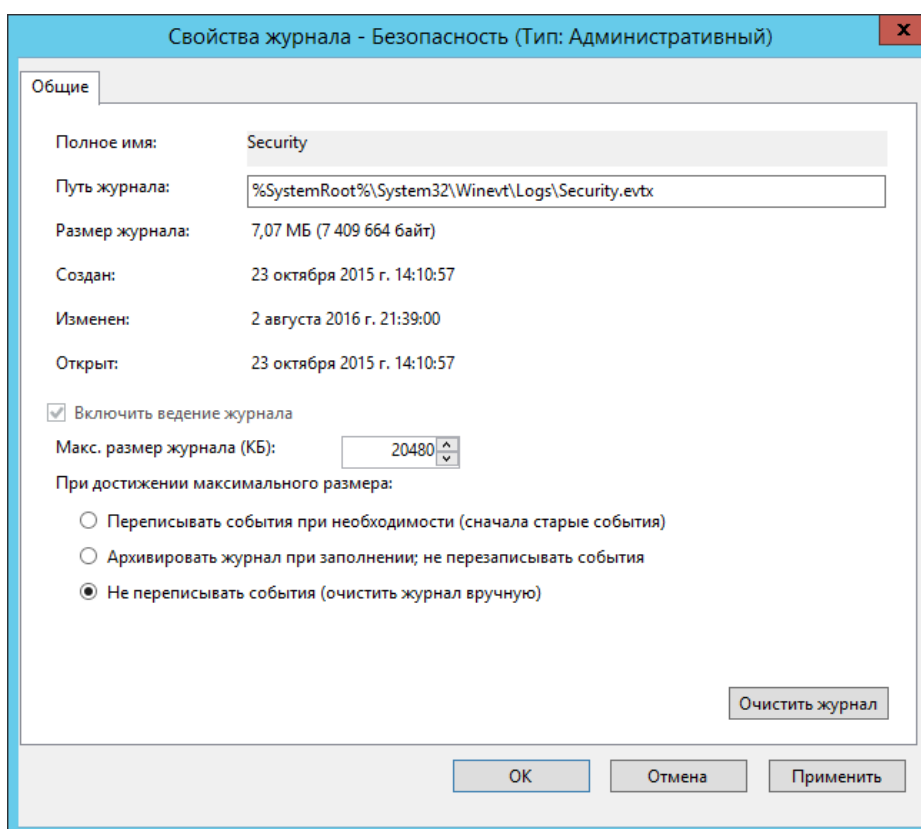 Свойства журнала - Безопасность (Тип: Административный)
x
Общие
Полное имя: Security
Путь журнала: %SystemRoot%\System32\Winevt\Logs\Security.evtx
Размер журнала: 7,07 МБ (7 409 664 байт)
Создан: 23 октября 2015 г. 14:10:57
Изменен: 2 августа 2016 г. 21:39:00
Открыт: 23 октября 2015 г. 14:10:57
Включить ведение журнала
Макс. размер журнала (КБ): 20480
При достижении максимального размера:
Переписывать события при необходимости (сначала старые события)
Архивировать журнал при заполнении; не перезаписывать события
Не переписывать события (очистить журнал вручную)
Очистить журнал
ОК Отмена Применить